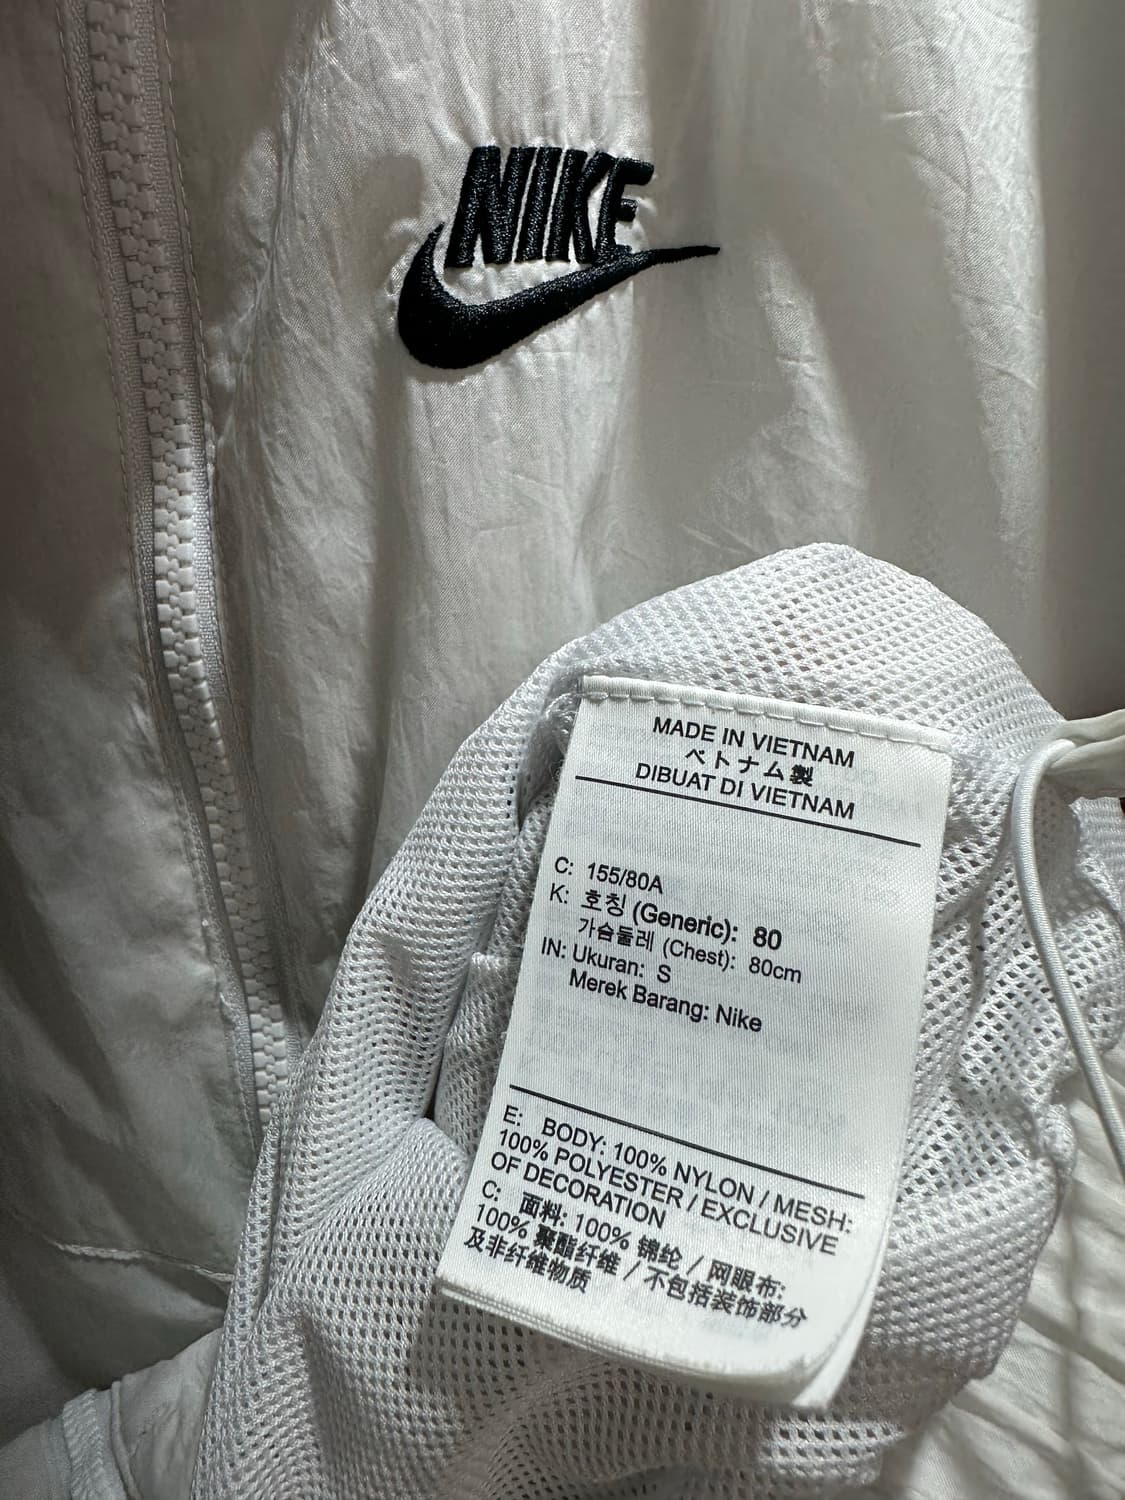 NIKE
MADE IN VIETNAM
ベトナム製
DIBUAT DI VIETNAM
C: 155/80A
K: 호칭 (Generic): 80
가슴둘레 (Chest): 80cm
IN: Ukuran: S
Merek Barang: Nike
E: BODY: 100% NYLON / MESH:
100% POLYESTER / EXCLUSIVE
OF DECORATION
C: 面料: 100% 锦纶 / 网眼布:
100% 聚酯纤维 / 不包括装饰部分
及非纤维物质